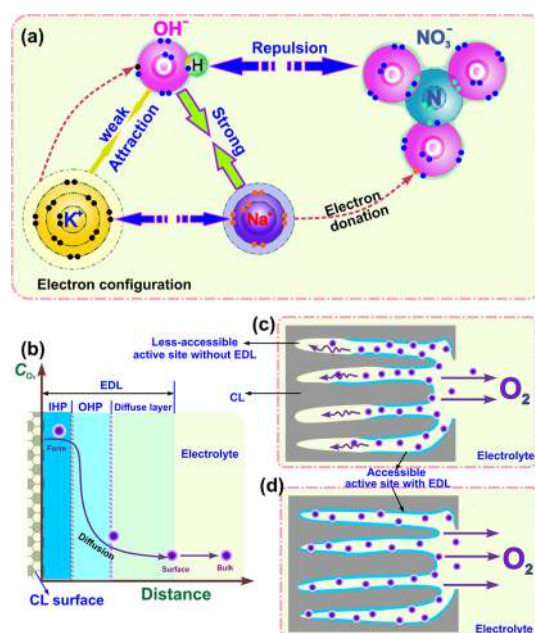 (a)
OH⁻
O
H
Repulsion
NO₃⁻
O
O
N
O
weak
Attraction
Strong
K⁺
Na⁺
Electron
donation
Electron configuration
(b)
C
EDL
IHP
OHP
Diffuse layer
Electrolyte
Form
Diffusion
Surface
Bulk
CL surface
Distance
(c)
Less-accessible
active site without EDL
CL
O₂
Electrolyte
Accessible
active site with EDL
(d)
O₂
Electrolyte